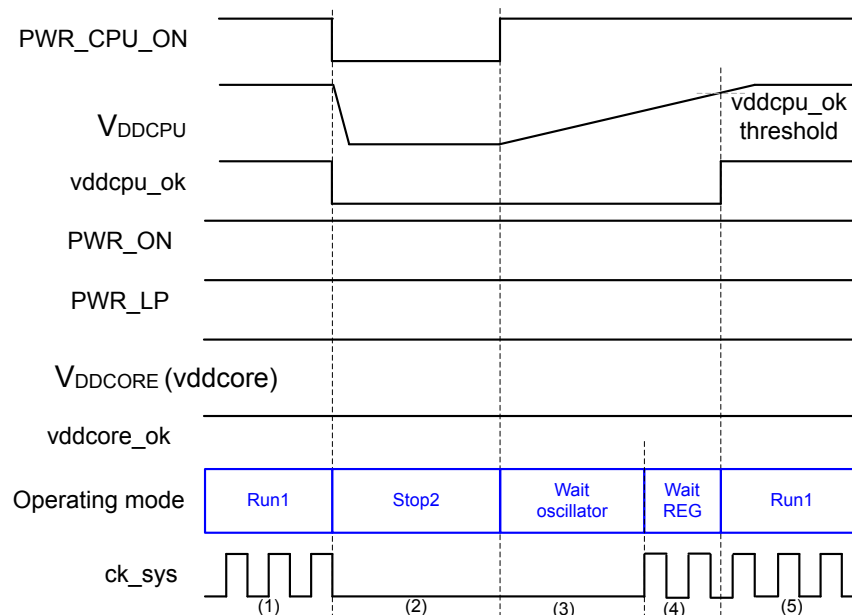 PWR_CPU_ON
VDDCPU
vddcpu_ok
threshold
vddcpu_ok
PWR_ON
PWR_LP
VDDCORE (vddcore)
vddcore_ok
Operating mode
Run1
Stop2
Wait
oscillator
Wait
REG
Run1
ck_sys
(1)
(2)
(3)
(4)
(5)